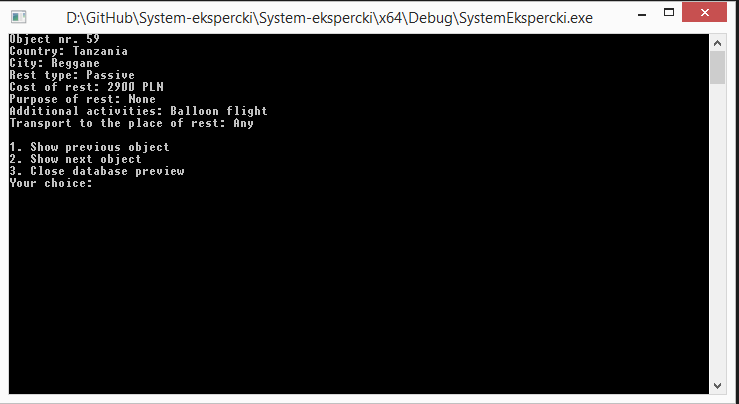 D:\GitHub\System-ekspercki\System-ekspercki\x64\Debug\SystemEkspercki.exe
Object nr. 59
Country: Tanzania
City: Reggane
Rest type: Passive
Cost of rest: 2900 PLN
Purpose of rest: None
Additional activities: Balloon flight
Transport to the place of rest: Any
1. Show previous object
2. Show next object
3. Close database preview
Your choice: